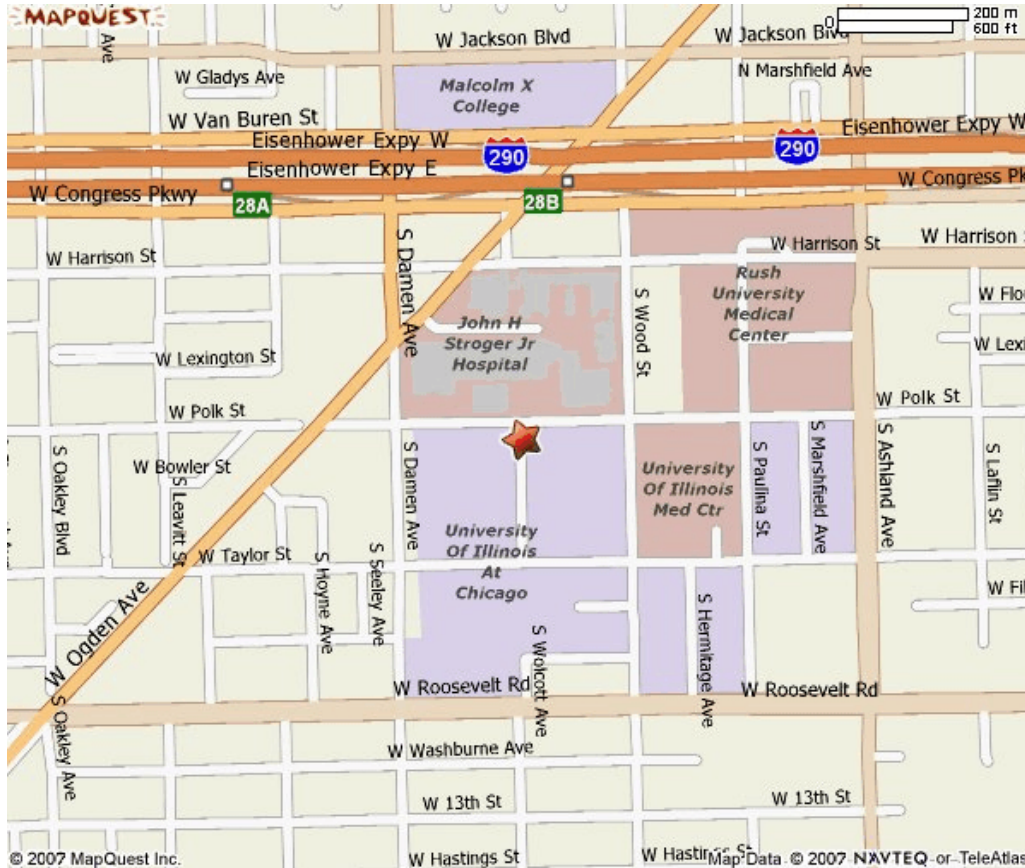 MAPQUEST
200 m
0
600 ft
Ave
W Jackson Blvd
W Jackson Blvd
W Gladys Ave
Malcolm X
College
N Marshfield Ave
W Van Buren St
Eisenhower Expy W
Eisenhower Expy W
290
290
Eisenhower Expy E
W Congress Pkwy
W Congress Pk
28A
28B
W Harrison St
S Damen Ave
W Harrison St
W Harrison
Rush
University
Medical
Center
S Wood St
W Flo
John H
Stroger Jr
Hospital
W Lexington St
W Lexi
W Polk St
W Polk St
S Oakley Blvd
W Bowler St
S Leavitt St
S Damen Ave
University
Of Illinois
Med Ctr
S Paulina St
S Marshfield Ave
S Ashland Ave
S Laflin St
University
Of Illinois
At
Chicago
W Taylor St
S Hoyne Ave
S Seeley Ave
W Fil
W Ogden Ave
S Wolcott Ave
S Hermitage Ave
W Roosevelt Rd
W Roosevelt Rd
S Oakley Ave
W Washburne Ave
W 13th St
W 13th St
W Hastings St
W Hastings St
© 2007 MapQuest Inc.
Map Data © 2007 NAVTEQ or TeleAtlas